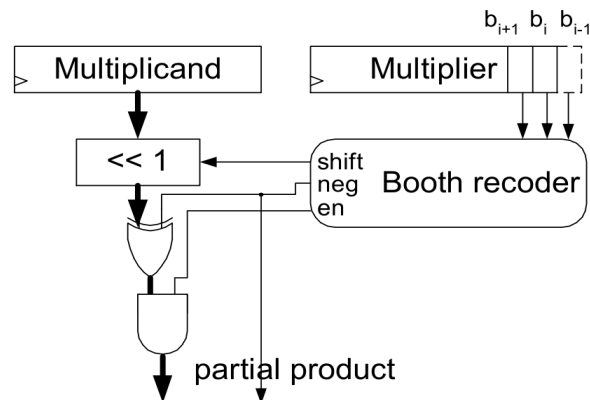 b_{i+1} b_i b_{i-1}
Multiplicand
Multiplier
<< 1
shift
neg
en
Booth recoder
partial product